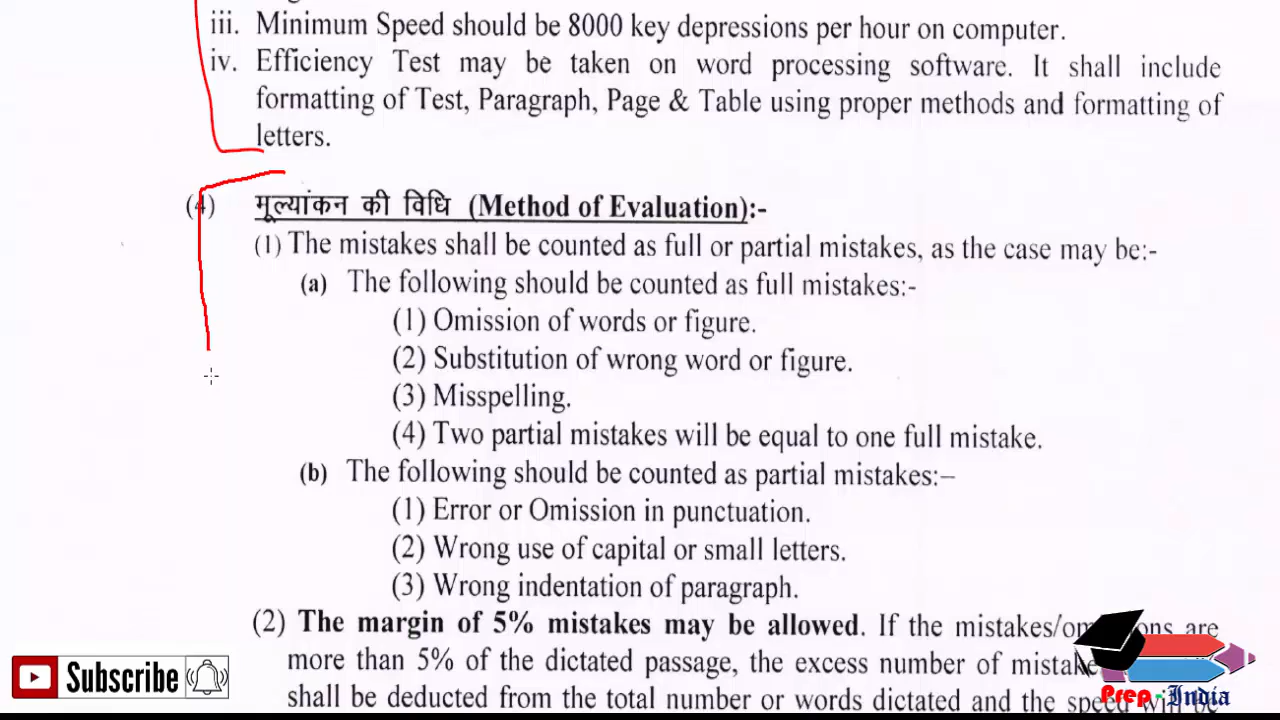 iii. Minimum Speed should be 8000 key depressions per hour on computer.
iv. Efficiency Test may be taken on word processing software. It shall include
formatting of Test, Paragraph, Page & Table using proper methods and formatting of
letters.
(4) मूल्यांकन की विधि (Method of Evaluation):-
(1) The mistakes shall be counted as full or partial mistakes, as the case may be:-
(a) The following should be counted as full mistakes:-
(1) Omission of words or figure.
(2) Substitution of wrong word or figure.
(3) Misspelling.
(4) Two partial mistakes will be equal to one full mistake.
(b) The following should be counted as partial mistakes:–
(1) Error or Omission in punctuation.
(2) Wrong use of capital or small letters.
(3) Wrong indentation of paragraph.
(2) The margin of 5% mistakes may be allowed. If the are
more than 5% of the dictated passage, the excess number of
shall be deducted from the total number or words dictated and the speed will be
Subscribe
Prep-India